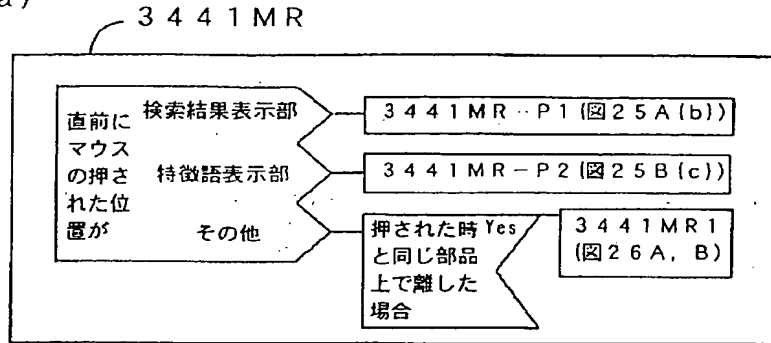 a)
3441MR
直前に
マウス
の押さ
れた位
置が
検索結果表示部
3441MR-P1(図25A(b))
特徴語表示部
3441MR-P2(図25B(c))
その他
押された時
と同じ部品
上で離した
場合
Yes
3441MR1
(図26A, B)